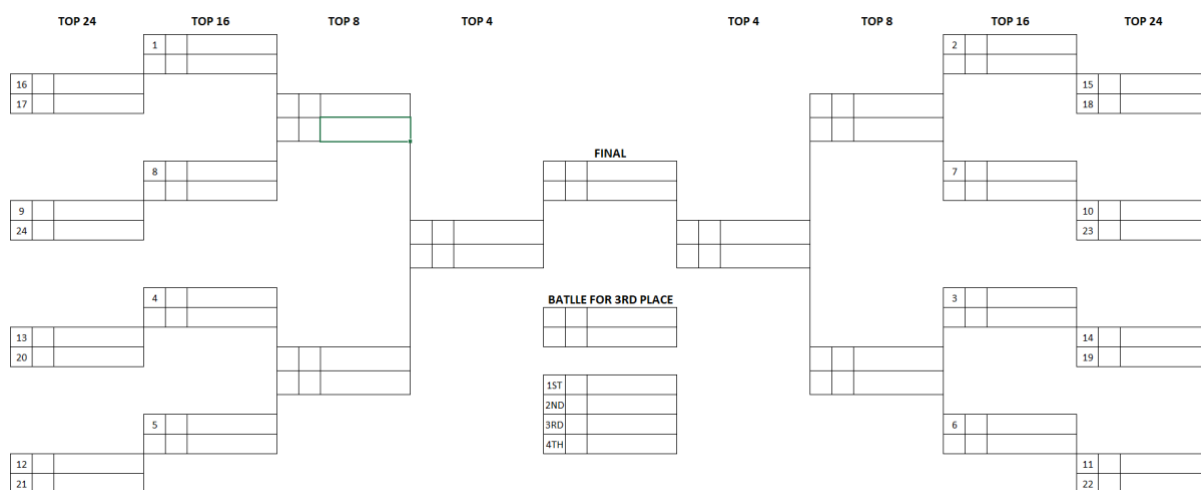 TOP 24 TOP 16 TOP 8 TOP 4 TOP 4 TOP 8 TOP 16 TOP 24
1 2
16 15
17 18
FINAL
8 7
9 10
24 23
4 BATLLE FOR 3RD PLACE 3
13 14
20 19
1ST
2ND
5 3RD 6
4TH
12 11
21 22